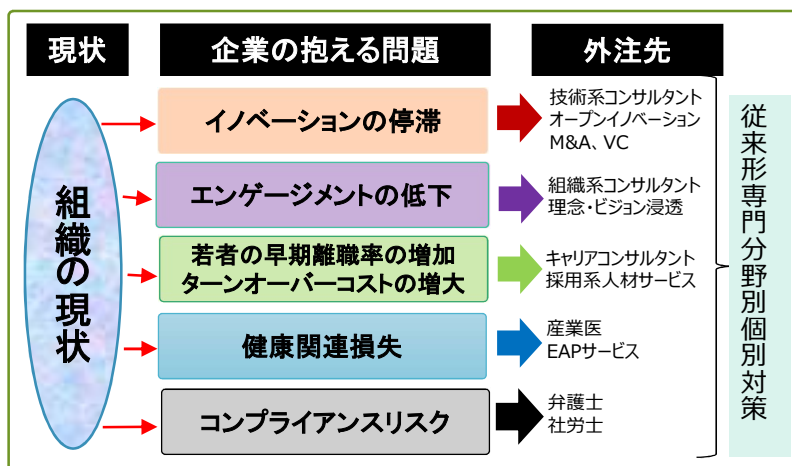 現状
企業の抱える問題
外注先
組織の現状
イノベーションの停滞
技術系コンサルタント
オープンイノベーション
M&A、VC
エンゲージメントの低下
組織系コンサルタント
理念・ビジョン浸透
若者の早期離職率の増加
ターンオーバーコストの増大
キャリアコンサルタント
採用系人材サービス
健康関連損失
産業医
EAPサービス
コンプライアンスリスク
弁護士
社労士
従来形専門分野別個別対策